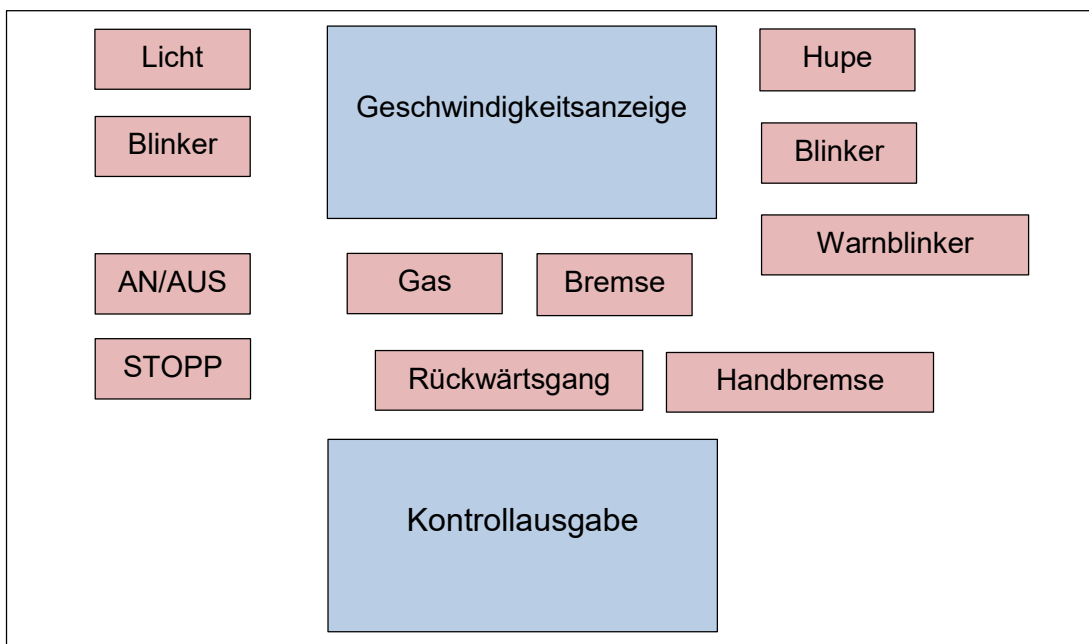 Licht
Geschwindigkeitsanzeige
Hupe
Blinker
Blinker
Warnblinker
AN/AUS
Gas
Bremse
STOPP
Rückwärtsgang
Handbremse
Kontrollausgabe